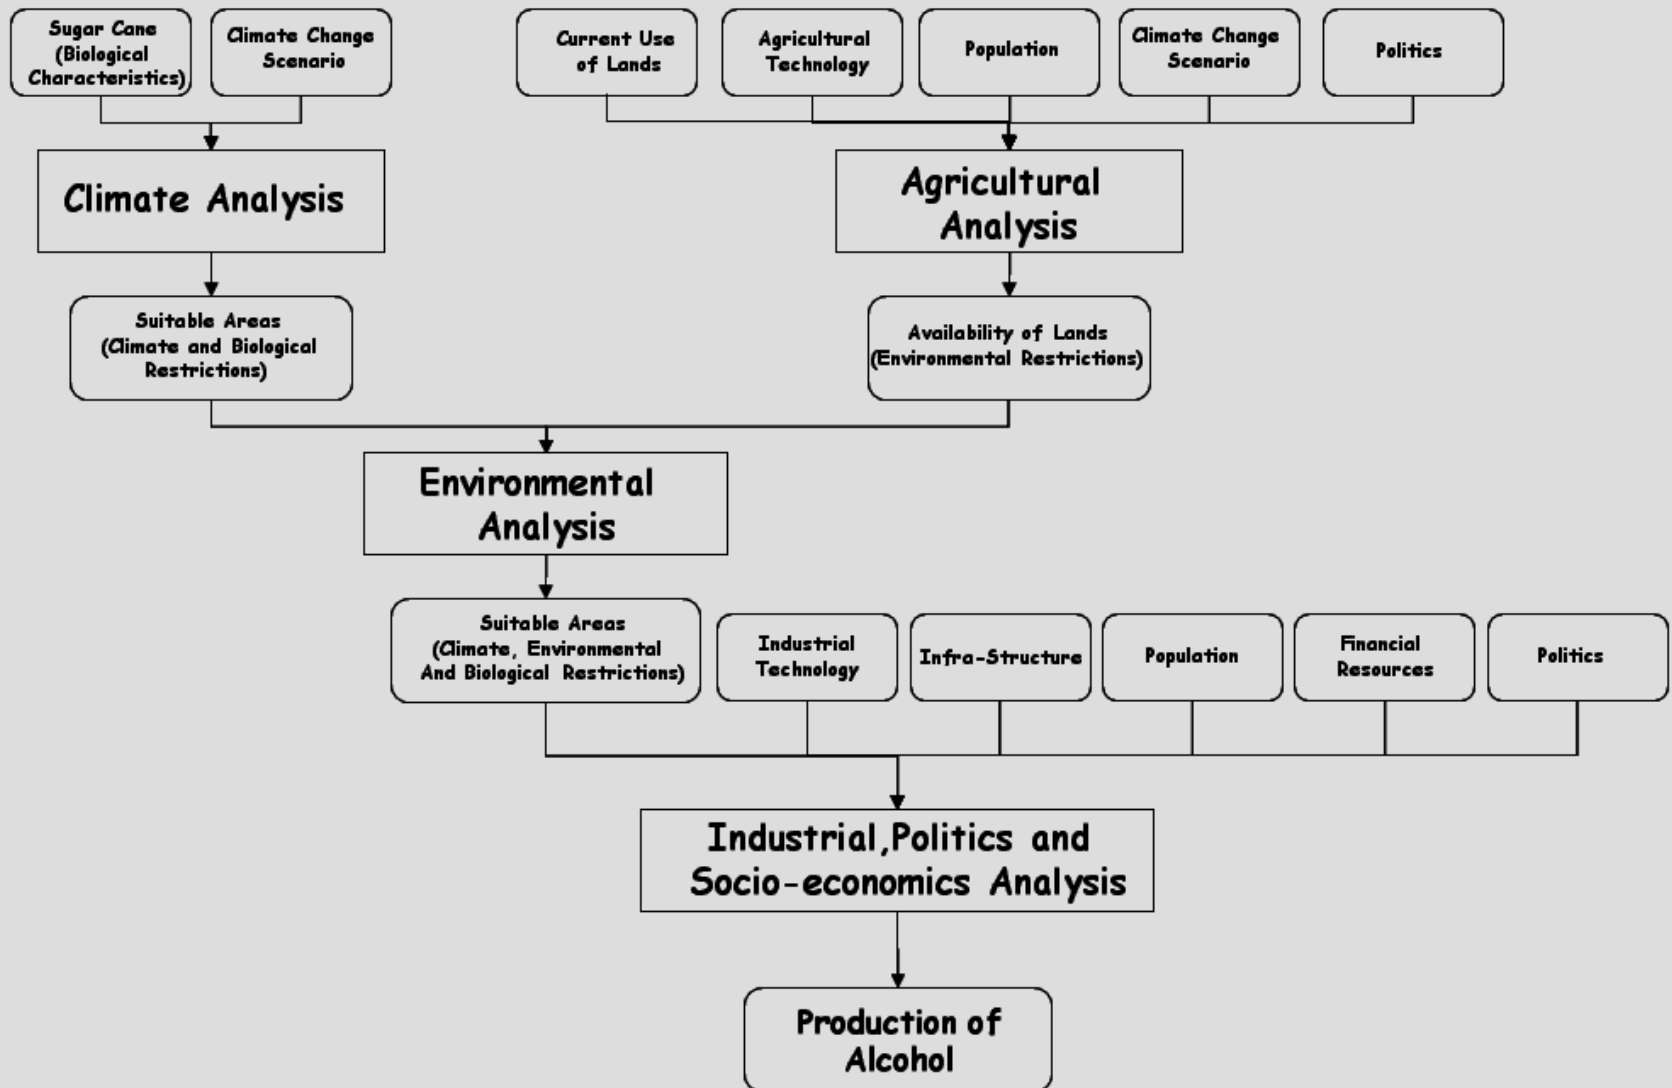 Sugar Cane
(Biological
Characteristics)
Climate Change
Scenario
Current Use
of Lands
Agricultural
Technology
Population
Climate Change
Scenario
Politics
Climate Analysis
Agricultural
Analysis
Suitable Areas
(Climate and Biological
Restrictions)
Availability of Lands
(Environmental Restrictions)
Environmental
Analysis
Suitable Areas
(Climate, Environmental
And Biological Restrictions)
Industrial
Technology
Infra-Structure
Population
Financial
Resources
Politics
Industrial,Politics and
Socio-economics Analysis
Production of
Alcohol